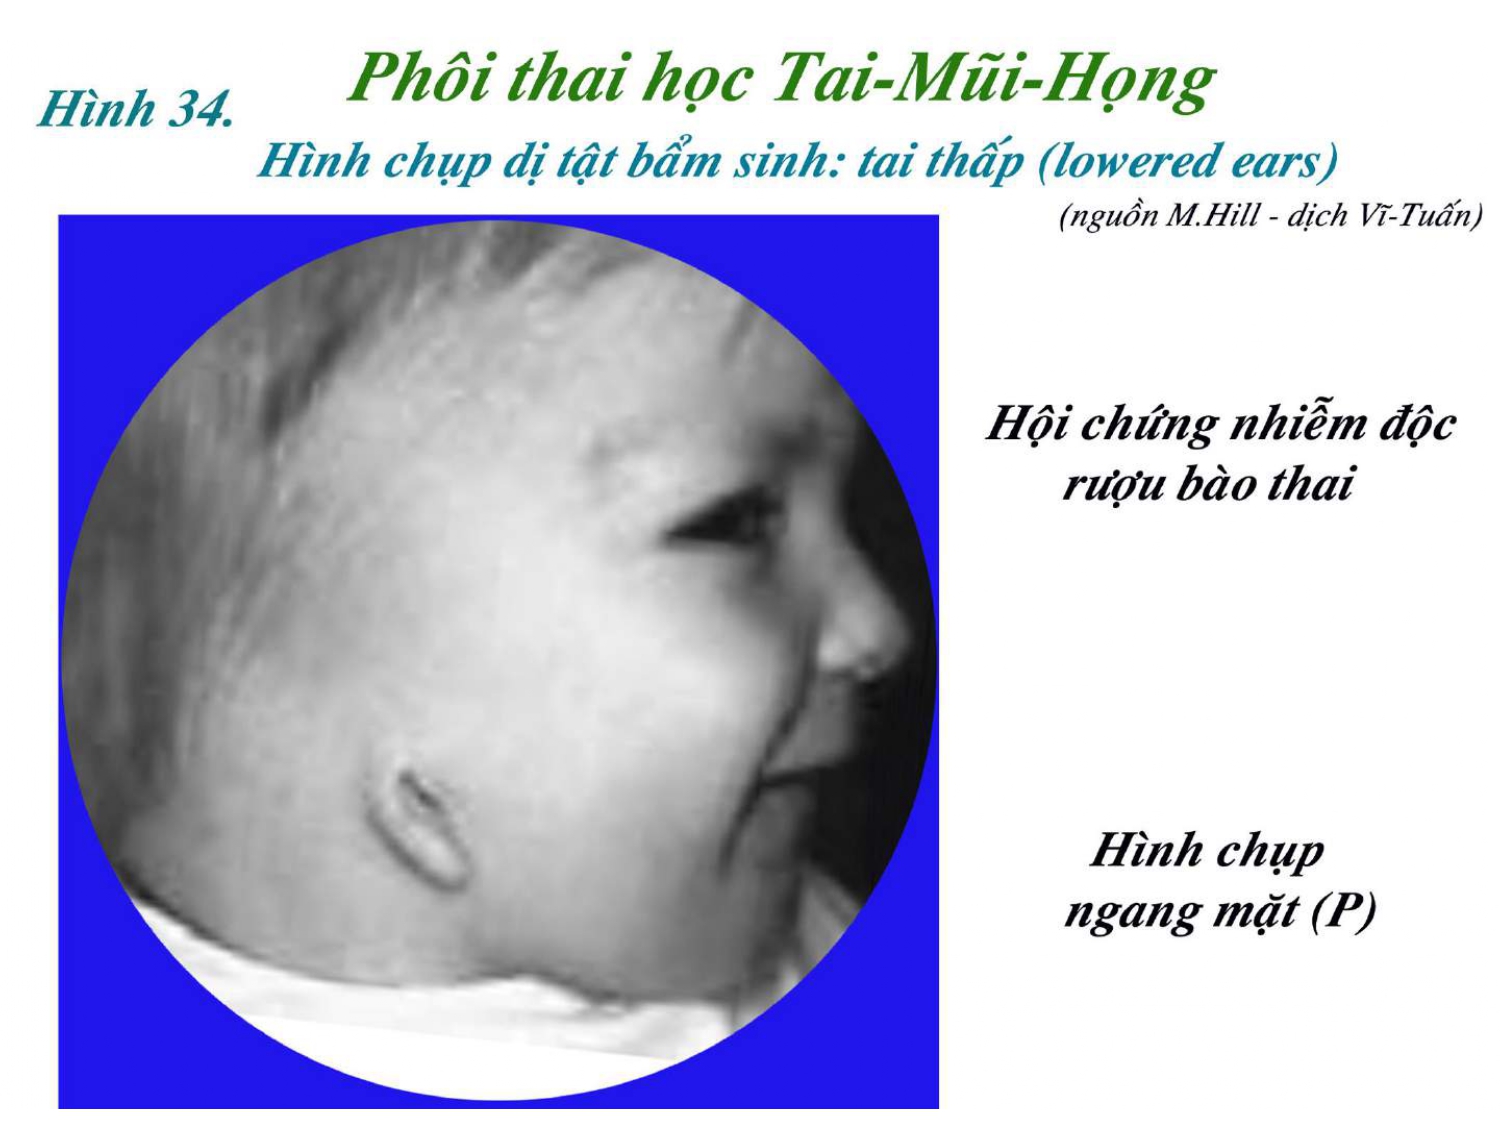 Phôi thai học Tai-Mũi-Họng
Hình 34.
Hình chụp dị tật bẩm sinh: tai thấp (lowered ears)
(nguồn M.Hill - dịch Vĩ-Tuấn)
Hội chứng nhiễm độc
rượu bào thai
Hình chụp
ngang mặt (P)